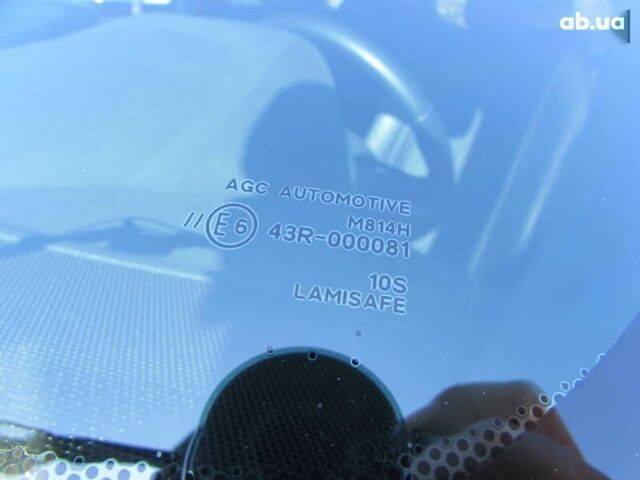 ab.ua
AGC AUTOMOTIVE
M814H
// E6 43R-000081
10S
LAMISAFE